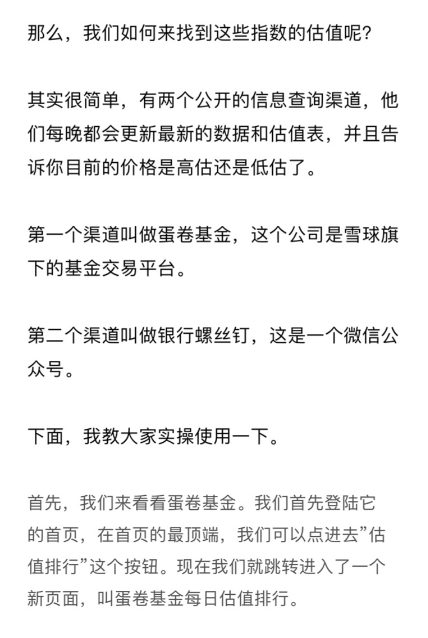 那么，我们如何来找到这些指数的估值呢？
其实很简单，有两个公开的信息查询渠道，他
们每晚都会更新最新的数据和估值表，并且告
诉你目前的价格是高估还是低估了。
第一个渠道叫做蛋卷基金，这个公司是雪球旗
下的基金交易平台。
第二个渠道叫做银行螺丝钉，这是一个微信公
众号。
下面，我教大家实操使用一下。
首先，我们来看看蛋卷基金。我们首先登陆它
的首页，在首页的最顶端，我们可以点进去”估
值排行”这个按钮。现在我们就跳转进入了一个
新页面，叫蛋卷基金每日估值排行。